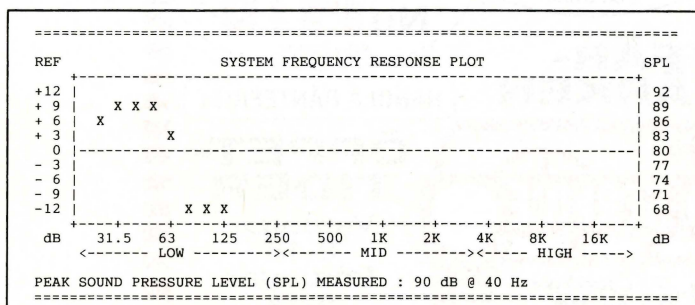 ================================================================================
REF SYSTEM FREQUENCY RESPONSE PLOT SPL
+------+-----+-----+-----+-----+-----+-----+-----+-----+-----+-----+
+12 | | 92
+ 9 | X X X | 89
+ 6 | X | 86
+ 3 | X | 83
0 |----------------------------------------------------------------| 80
- 3 | | 77
- 6 | | 74
- 9 | | 71
-12 | X X X | 68
+---+-----+-----+-----+-----+-----+-----+-----+-----+-----+----+
dB 31.5 63 125 250 500 1K 2K 4K 8K 16K dB
<------- LOW ----------><-------- MID ----------><------- HIGH ------>
PEAK SOUND PRESSURE LEVEL (SPL) MEASURED : 90 dB @ 40 Hz
================================================================================